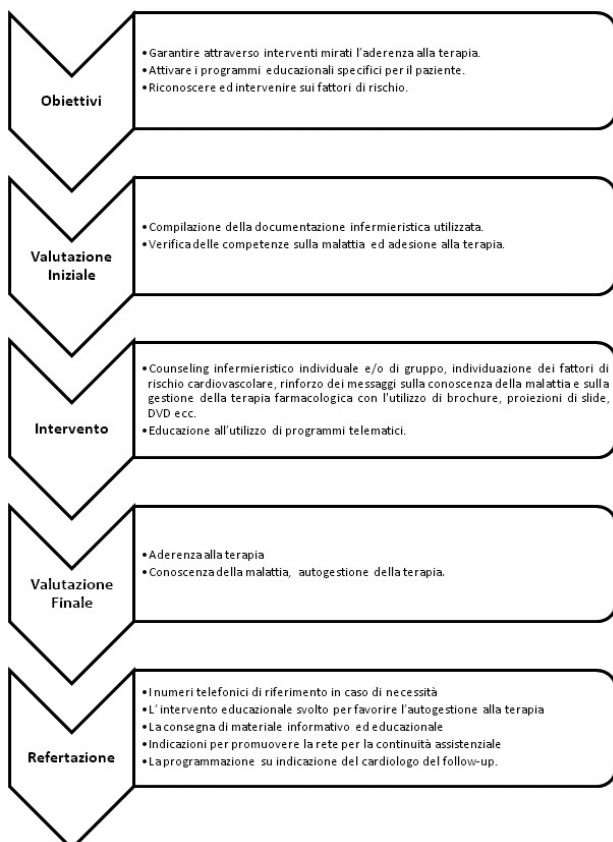 Obiettivi
•Garantire attraverso interventi mirati l'aderenza alla terapia.
•Attivare i programmi educazionali specifici per il paziente.
•Riconoscere ed intervenire sui fattori di rischio.
Valutazione
Iniziale
•Compilazione della documentazione infermieristica utilizzata.
•Verifica delle competenze sulla malattia ed adesione alla terapia.
Intervento
•Counseling infermieristico individuale e/o di gruppo, individuazione dei fattori di
rischio cardiovascolare, rinforzo dei messaggi sulla conoscenza della malattia e sulla
gestione della terapia farmacologica con l'utilizzo di brochure, proiezioni di slide,
DVD ecc.
•Educazione all'utilizzo di programmi telematici.
Valutazione
Finale
•Aderenza alla terapia
•Conoscenza della malattia, autogestione della terapia.
Refertazione
•I numeri telefonici di riferimento in caso di necessità
•L' intervento educazionale svolto per favorire l'autogestione alla terapia
•La consegna di materiale informativo ed educazionale
•Indicazioni per promuovere la rete per la continuità assistenziale
•La programmazione su indicazione del cardiologo del follow-up.